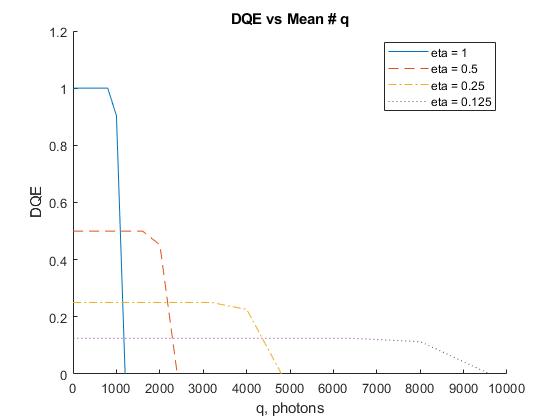 DQE vs Mean # q
1.2
1
0.8
0.6
0.4
0.2
0
DQE
eta = 1
eta = 0.5
eta = 0.25
eta = 0.125
0 1000 2000 3000 4000 5000 6000 7000 8000 9000 10000
q, photons